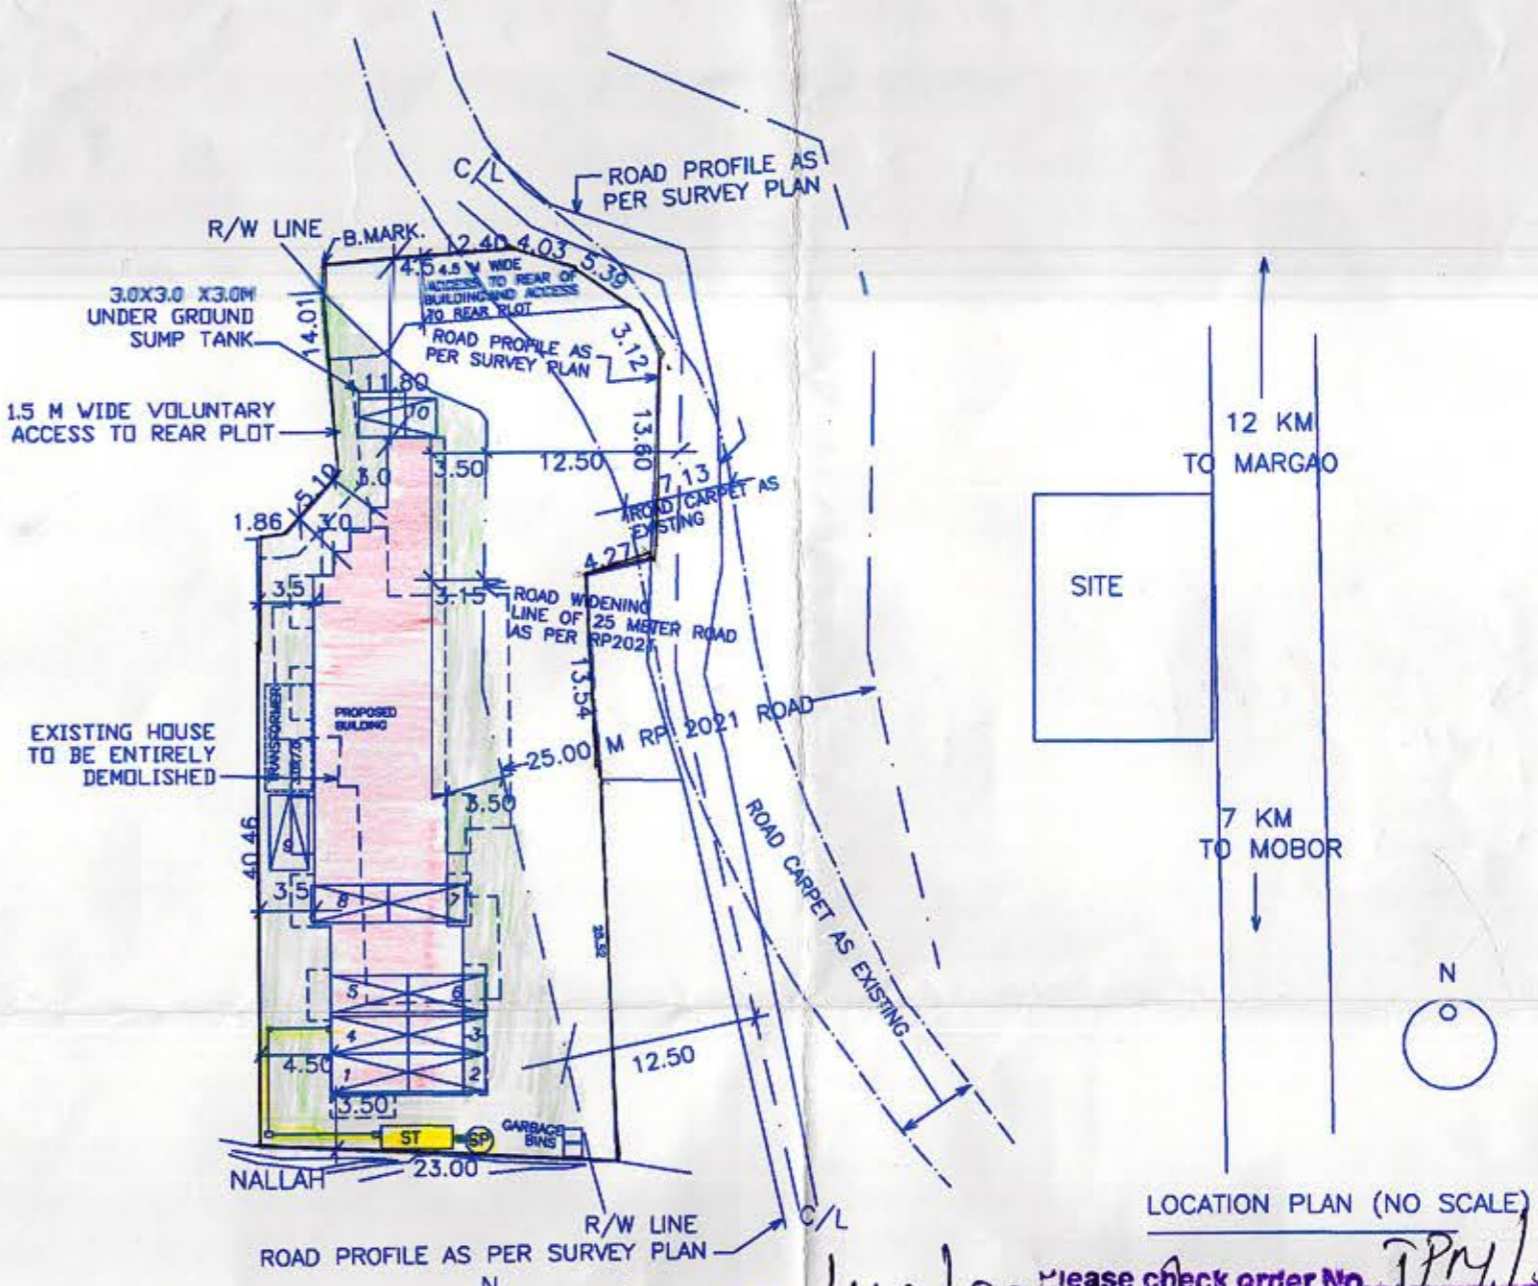 C/L
ROAD PROFILE AS
PER SURVEY PLAN
R/W LINE
B.MARK.
12.40
4.03
5.39
4.5
4.5 M WIDE
ACCESS TO REAR OF
BUILDING AND ACCESS
TO REAR PLOT
3.0X3.0 X3.0M
UNDER GROUND
SUMP TANK
14.01
ROAD PROFILE AS
PER SURVEY PLAN
3.12
11.80
10
1.5 M WIDE VOLUNTARY
ACCESS TO REAR PLOT
13.60
12 KM
TO MARGAO
3.50
12.50
7.13
3.0
5.10
ROAD CARPET AS
EXISTING
1.86
3.0
4.27
3.5
3.15
SITE
ROAD WIDENING
LINE OF 25 METER ROAD
AS PER RP2021
13.54
TRANSFORMER
PROPOSED
BUILDING
EXISTING HOUSE
TO BE ENTIRELY
DEMOLISHED
25.00 M RP 2021 ROAD
3.50
ROAD CARPET AS EXISTING
7 KM
TO MOBOR
40.46
9
3.5
8
7
N
5
6
4
3
4.50
1
2
12.50
3.50
ST
SP
GARBAGE
BINS
NALLAH
23.00
R/W LINE
C/L
ROAD PROFILE AS PER SURVEY PLAN
LOCATION PLAN (NO SCALE)
N
Please check order No.